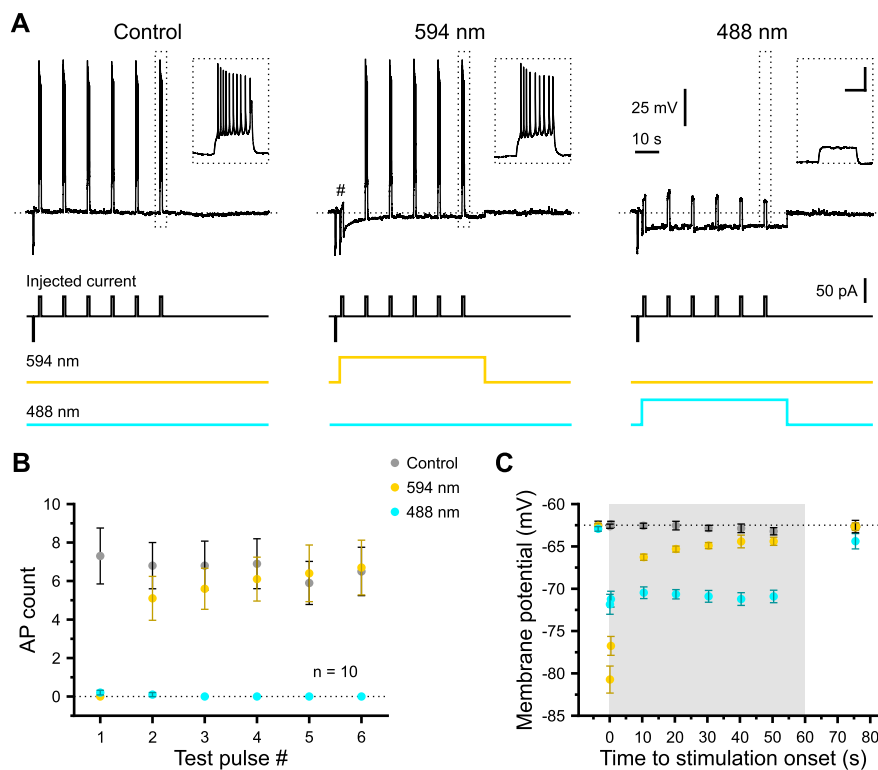 A
Control
594 nm
488 nm
25 mV
10 s
#
Injected current
50 pA
594 nm
488 nm
B
Control
594 nm
488 nm
10
8
6
4
2
0
AP count
n = 10
1 2 3 4 5 6
Test pulse #
C
-60
-65
-70
-75
-80
-85
Membrane potential (mV)
0 10 20 30 40 50 60 70 80
Time to stimulation onset (s)